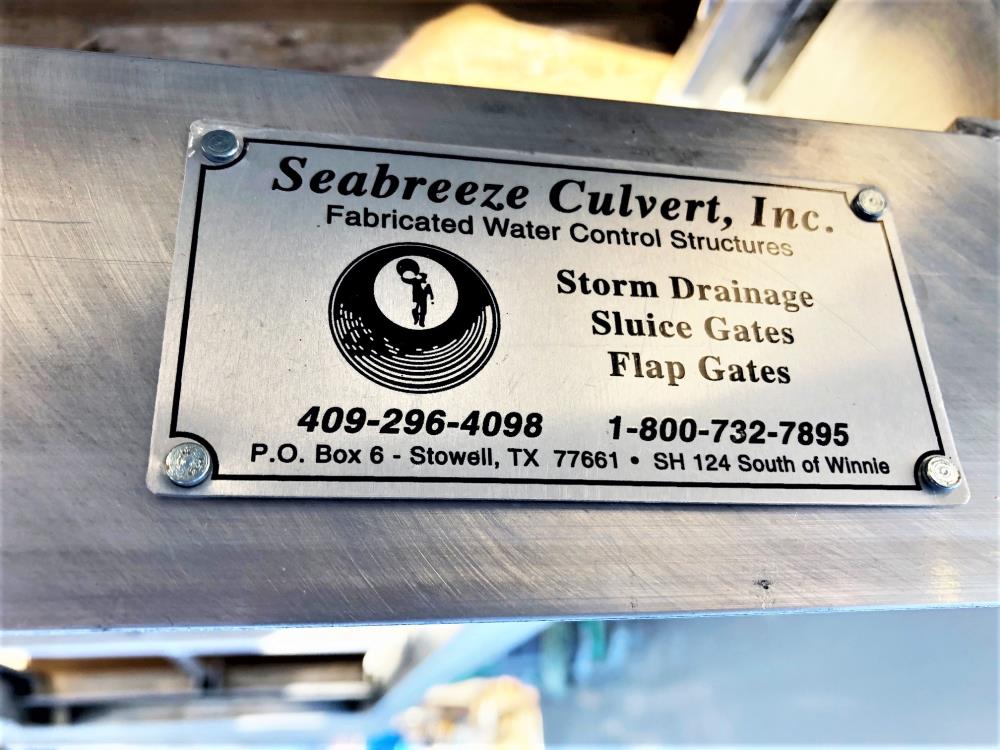 Seabreeze Culvert, Inc.
Fabricated Water Control Structures
Storm Drainage
Sluice Gates
Flap Gates
409-296-4098 1-800-732-7895
P.O. Box 6 - Stowell, TX 77661 • SH 124 South of Winnie